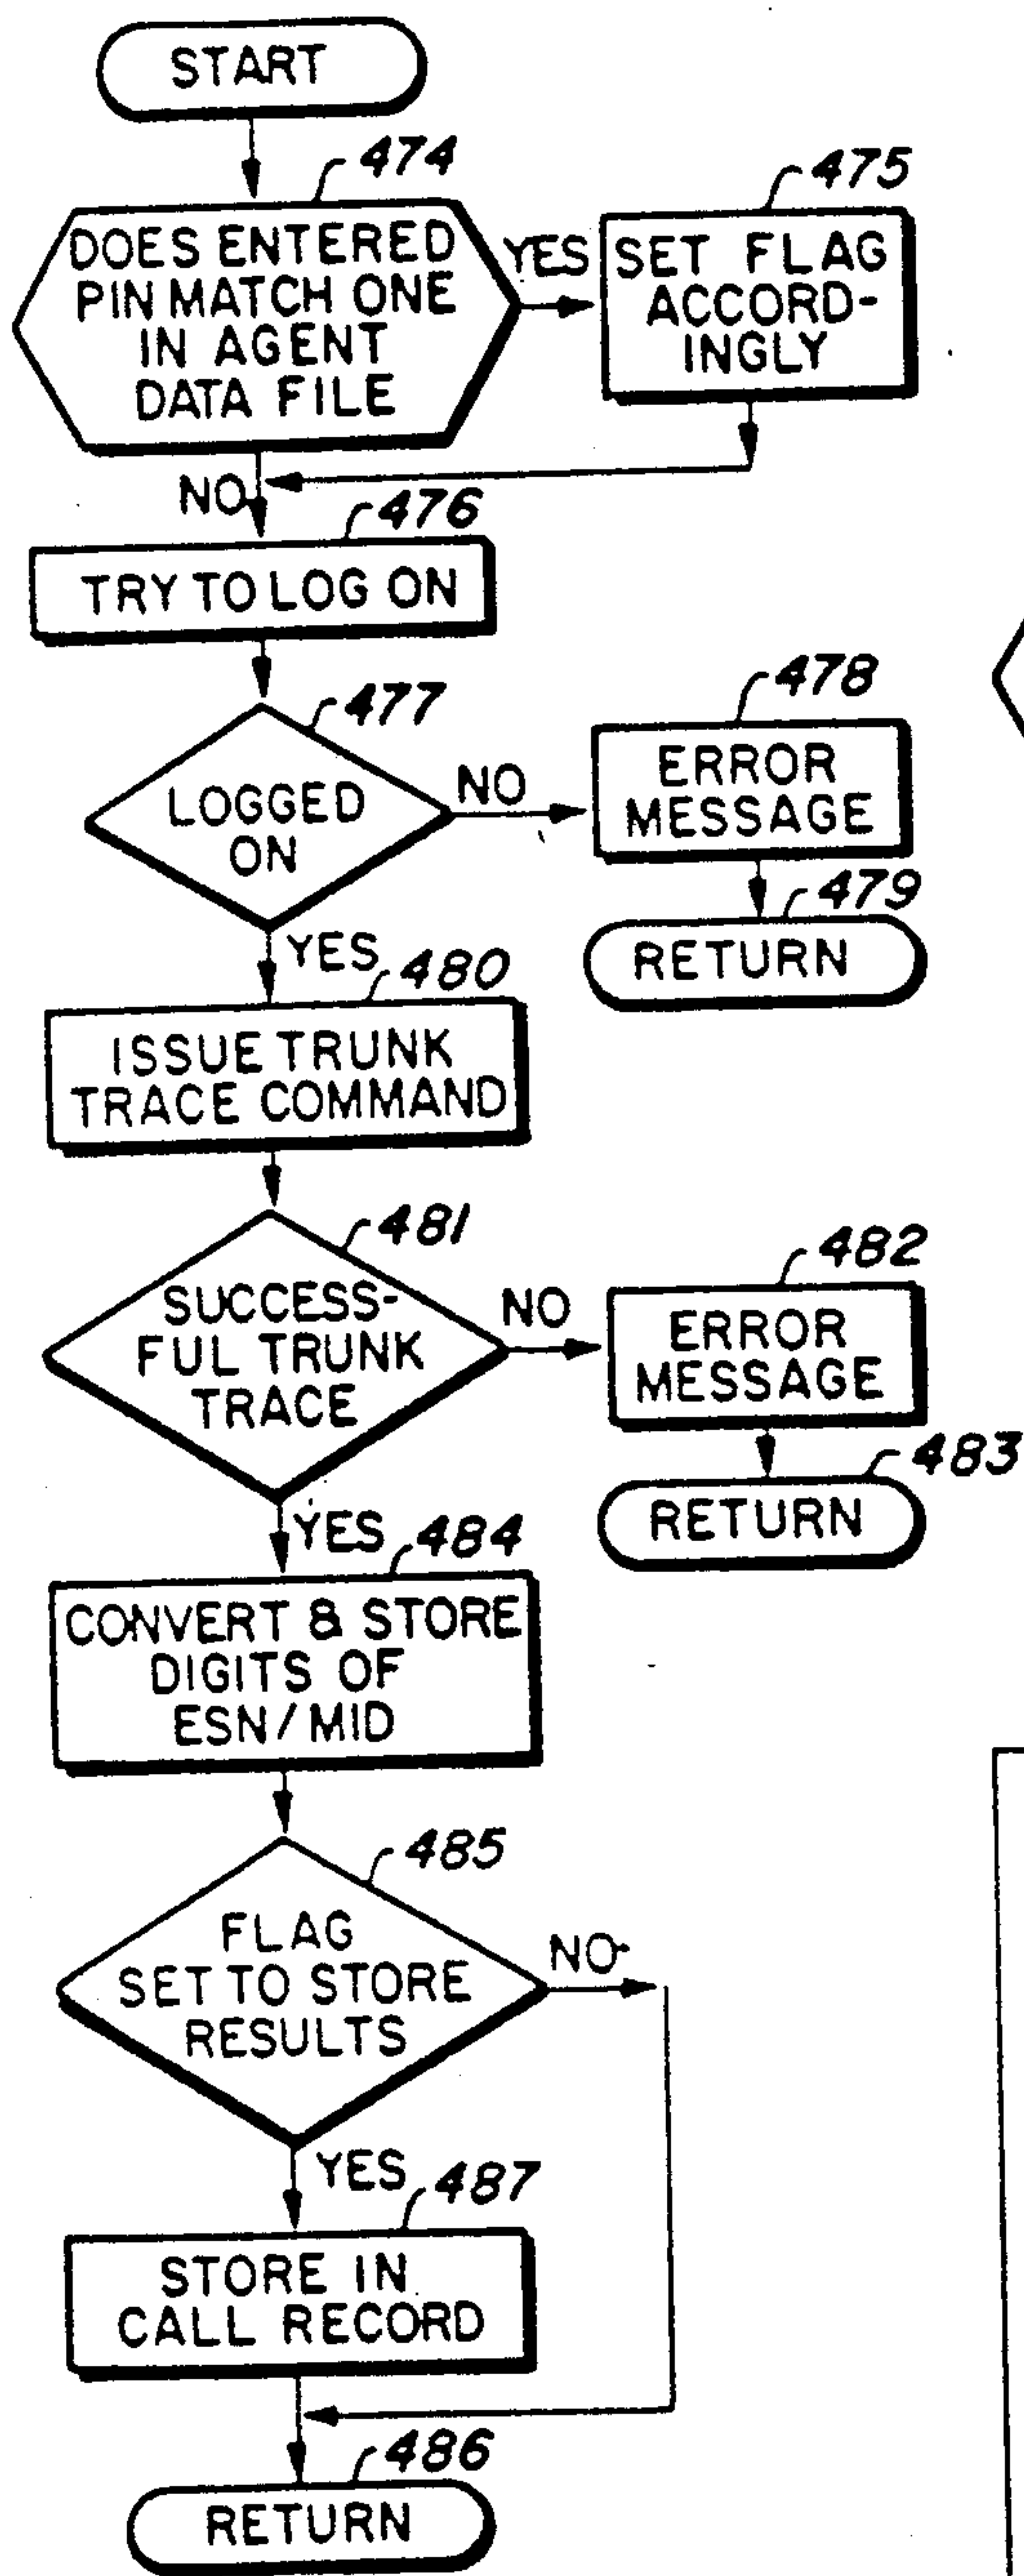 START
474
DOES ENTERED
PIN MATCH ONE
IN AGENT
DATA FILE
YES
475
SET FLAG
ACCORD-
INGLY
NO
476
TRY TO LOG ON
477
LOGGED
ON
NO
478
ERROR
MESSAGE
479
RETURN
YES
480
ISSUE TRUNK
TRACE COMMAND
481
SUCCESS-
FUL TRUNK
TRACE
NO
482
ERROR
MESSAGE
483
RETURN
YES
484
CONVERT & STORE
DIGITS OF
ESN/MID
485
FLAG
SET TO STORE
RESULTS
NO
YES
487
STORE IN
CALL RECORD
486
RETURN